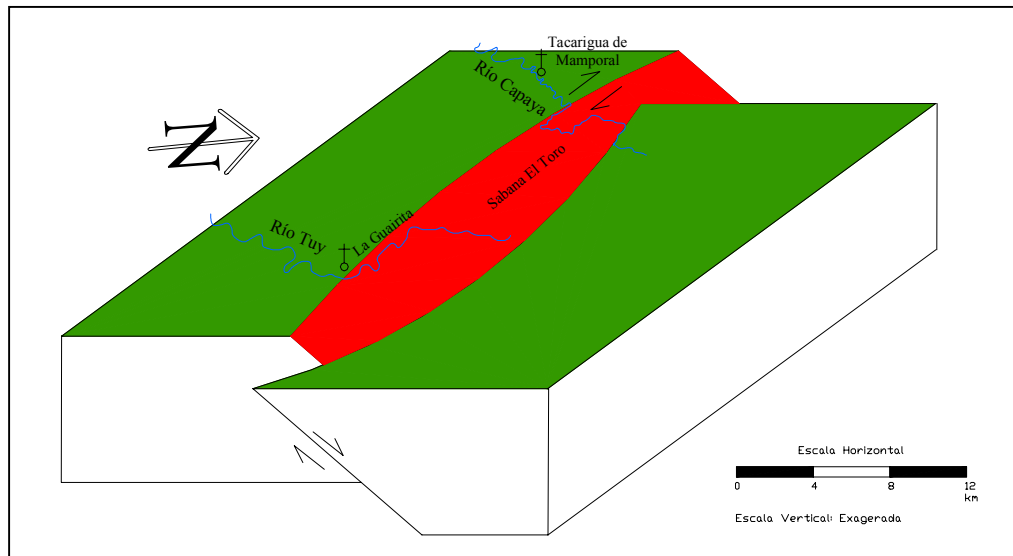 Tacarigua de
Mamporal
Río Capaya
N
Sabana El Toro
La Guairita
Río Tuy
Escala Horizontal
0 4 8 12
km
Escala Vertical: Exagerada